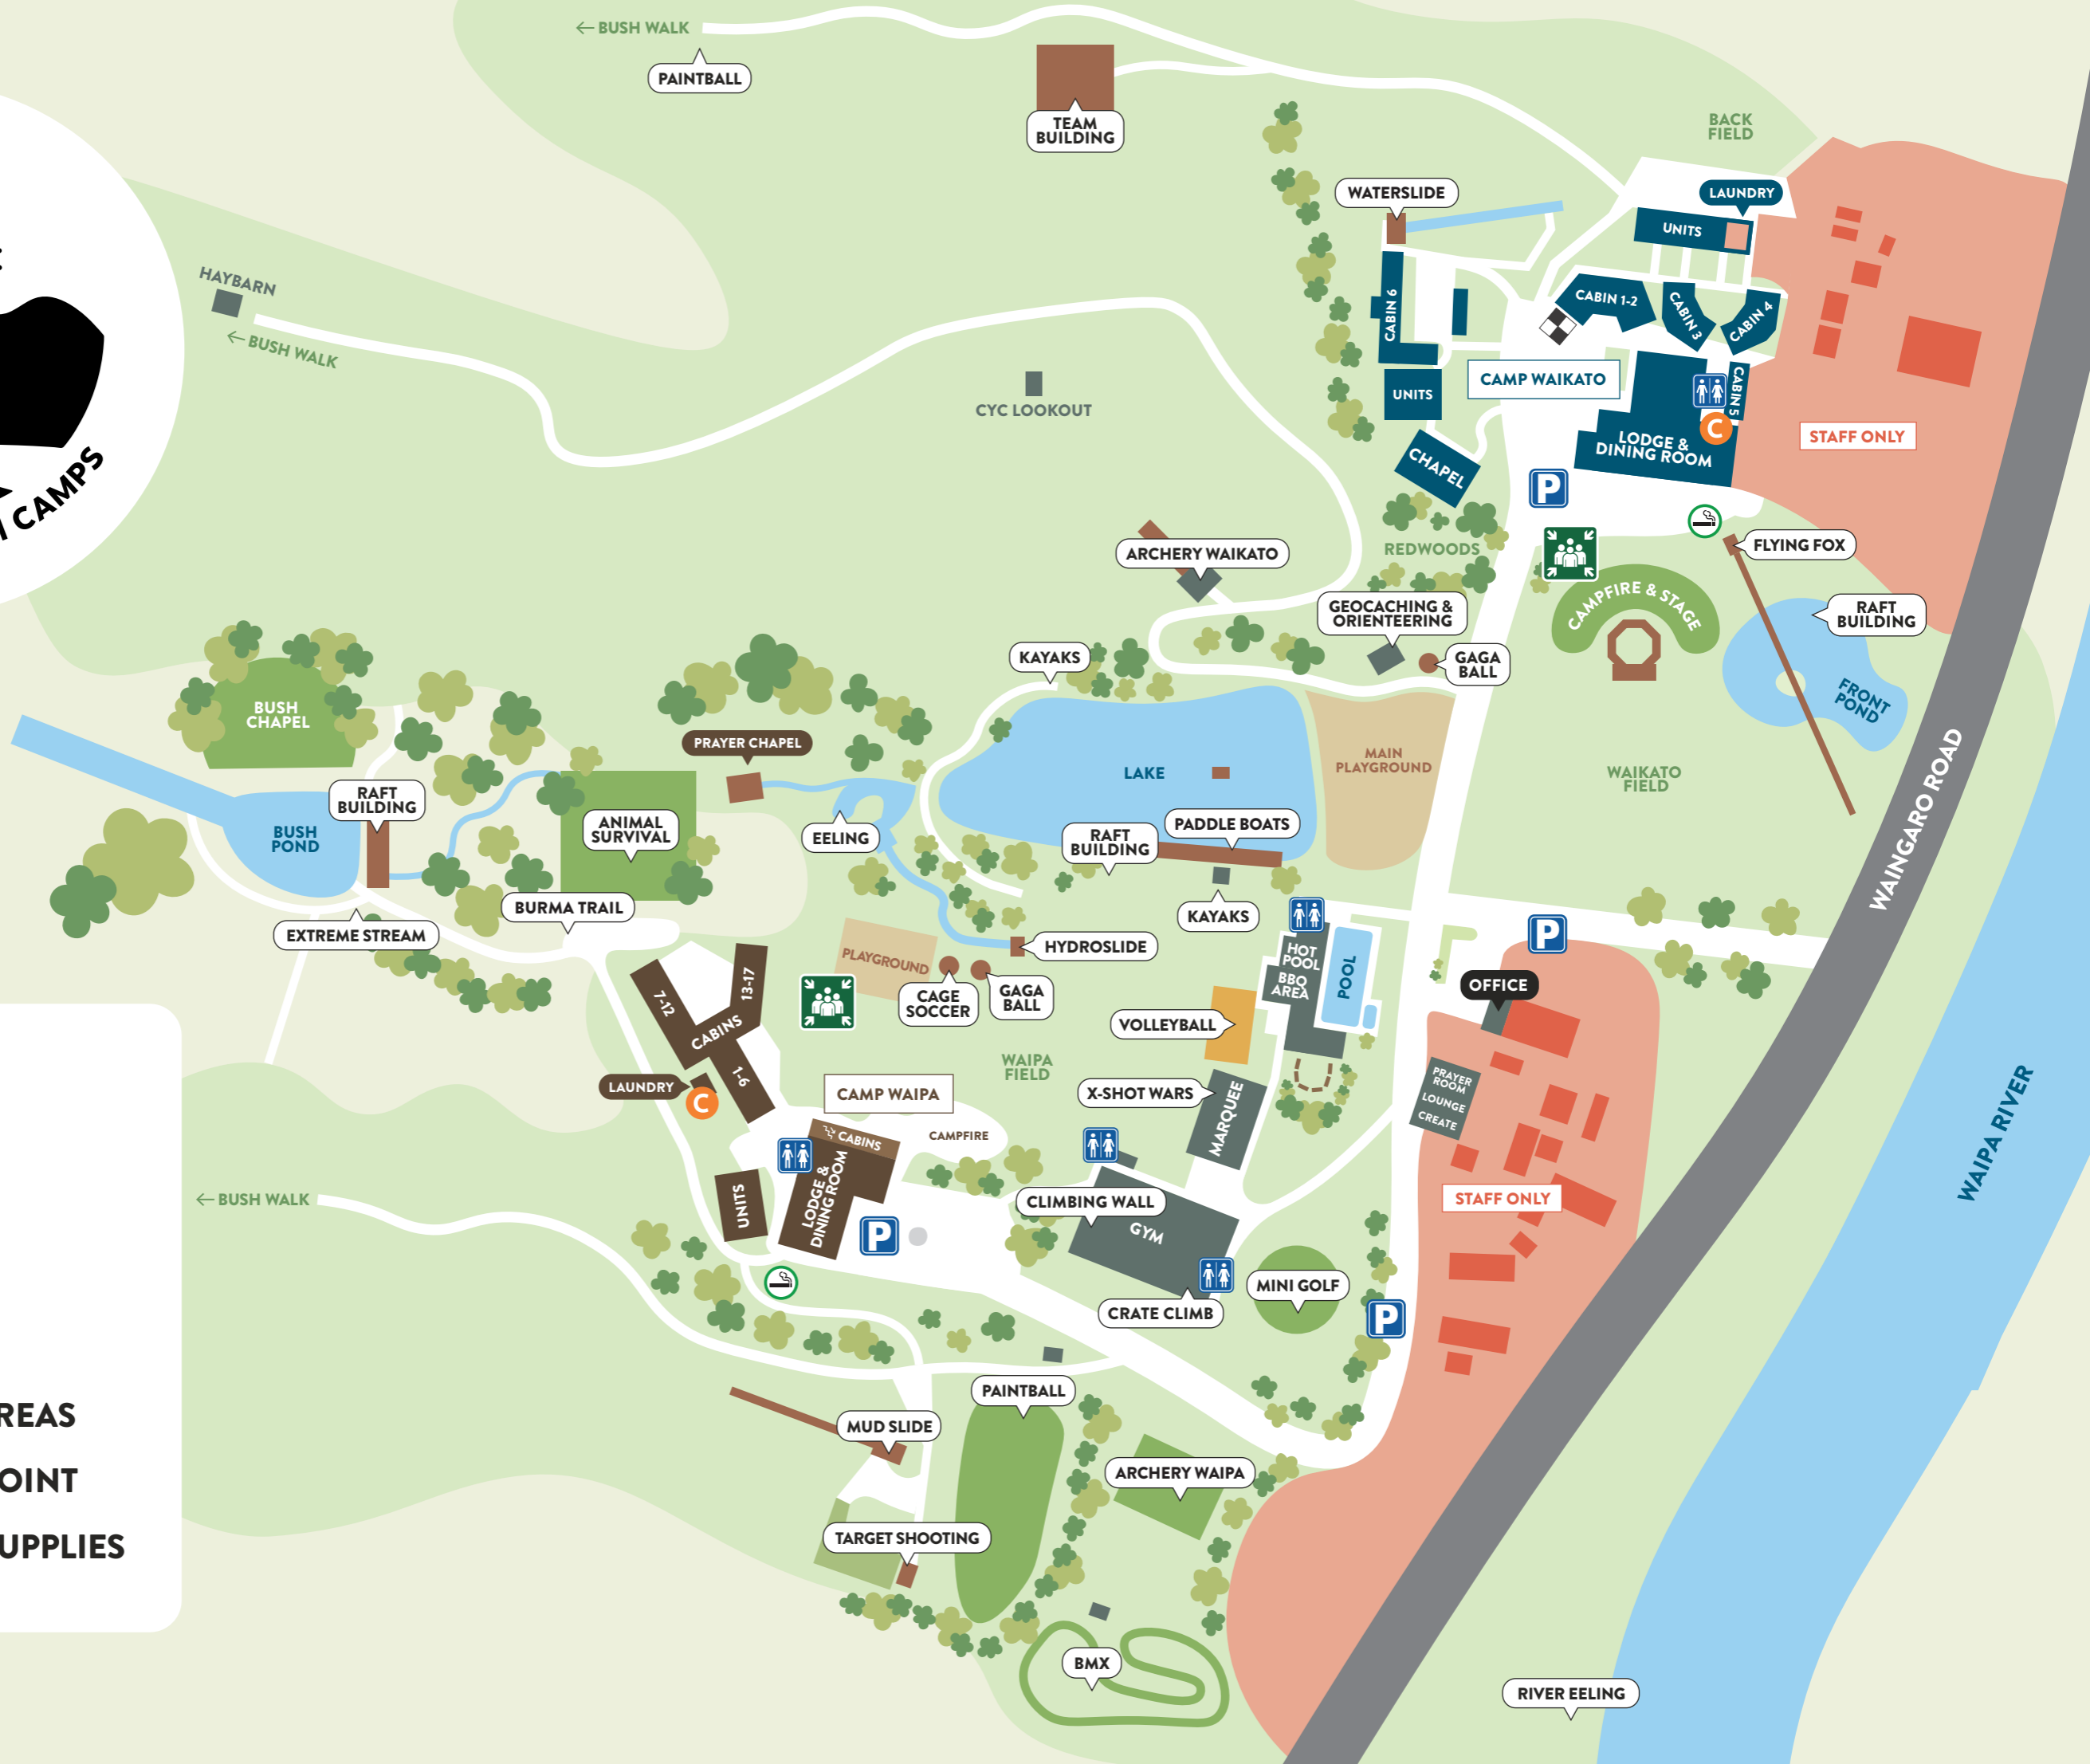 ← BUSH WALK
PAINTBALL
TEAM
BUILDING
BACK
FIELD
WATERSLIDE
LAUNDRY
UNITS
HAYBARN
← BUSH WALK
CABIN 6
CABIN 1-2
CABIN 3
CABIN 4
CYC LOOKOUT
UNITS
CAMP WAIKATO
CABIN 5
C
LODGE &
DINING ROOM
STAFF ONLY
CHAPEL
CAMPS
P
REDWOODS
FLYING FOX
ARCHERY WAIKATO
GEOCACHING &
ORIENTEERING
CAMPFIRE & STAGE
RAFT
BUILDING
KAYAKS
GAGA
BALL
FRONT
POND
BUSH
CHAPEL
PRAYER CHAPEL
LAKE
MAIN
PLAYGROUND
WAIKATO
FIELD
WAINGARO ROAD
RAFT
BUILDING
BUSH
POND
ANIMAL
SURVIVAL
EELING
RAFT
BUILDING
PADDLE BOATS
BURMA TRAIL
KAYAKS
EXTREME STREAM
HYDROSLIDE
PLAYGROUND
CAGE
SOCCER
GAGA
BALL
HOT
POOL
BBQ
AREA
POOL
P
OFFICE
7-12
13-17
CABINS
1-6
VOLLEYBALL
WAIPA
FIELD
LAUNDRY
C
CAMP WAIPA
X-SHOT WARS
MARQUEE
PRAYER
ROOM
LOUNGE
CREATE
WAIPA RIVER
CABINS
CAMPFIRE
← BUSH WALK
UNITS
LODGE &
DINING ROOM
P
CLIMBING WALL
GYM
STAFF ONLY
MINI GOLF
CRATE CLIMB
P
PAINTBALL
MUD SLIDE
REAS
ARCHERY WAIPA
OINT
TARGET SHOOTING
UPPLIES
BMX
RIVER EELING